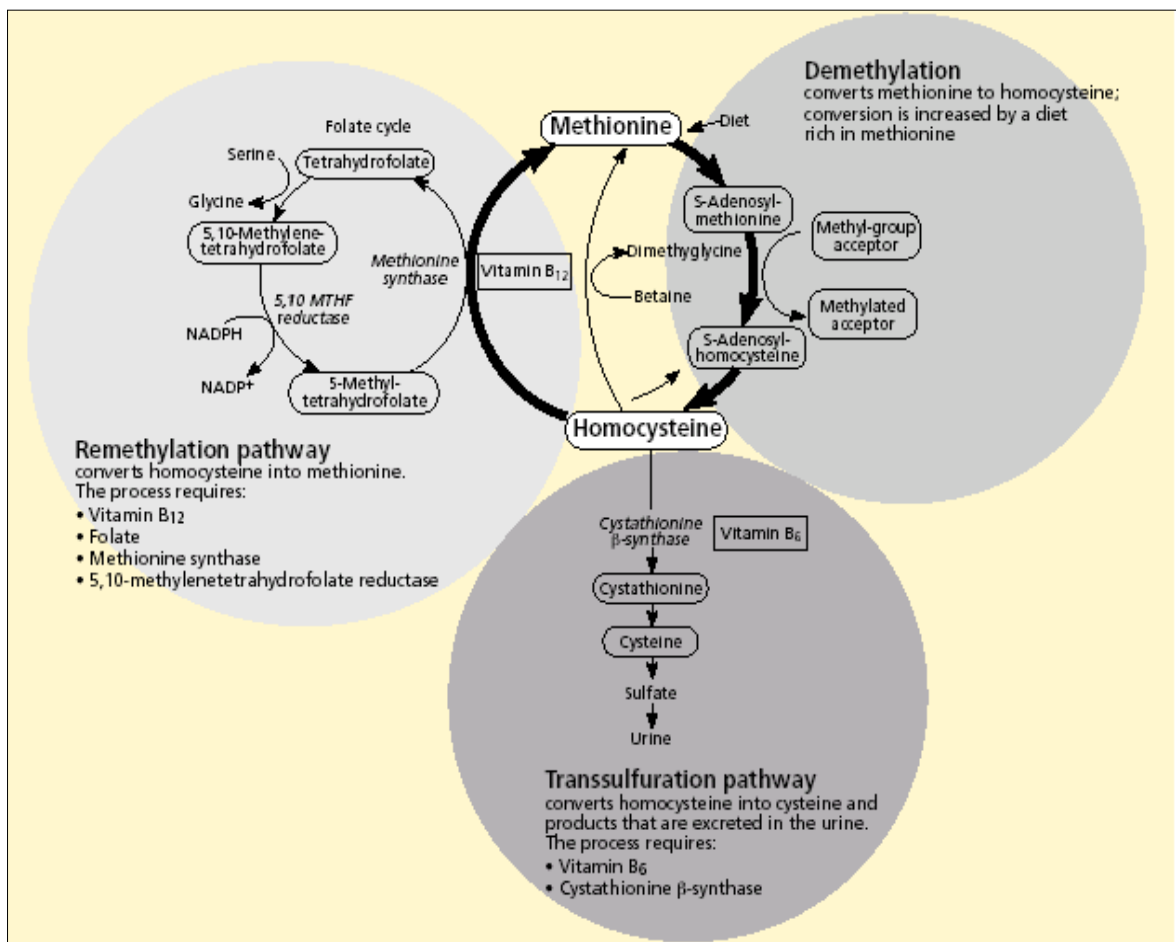 Demethylation
converts methionine to homocysteine;
conversion is increased by a diet
rich in methionine
Methionine
Diet
Folate cycle
Serine
Tetrahydrofolate
Glycine
5,10-Methylene-
tetrahydrofolate
S-Adenosyl-
methionine
Methyl-group
acceptor
Methionine
synthase
Vitamin B12
Dimethyglycine
Betaine
5,10 MTHF
reductase
NADPH
Methylated
acceptor
S-Adenosyl-
homocysteine
NADP+
5-Methyl-
tetrahydrofolate
Homocysteine
Remethylation pathway
converts homocysteine into methionine.
The process requires:
• Vitamin B12
• Folate
• Methionine synthase
• 5,10-methylenetetrahydrofolate reductase
Cystathionine
β-synthase
Vitamin B6
Cystathionine
Cysteine
Sulfate
Urine
Transsulfuration pathway
converts homocysteine into cysteine and
products that are excreted in the urine.
The process requires:
• Vitamin B6
• Cystathionine β-synthase